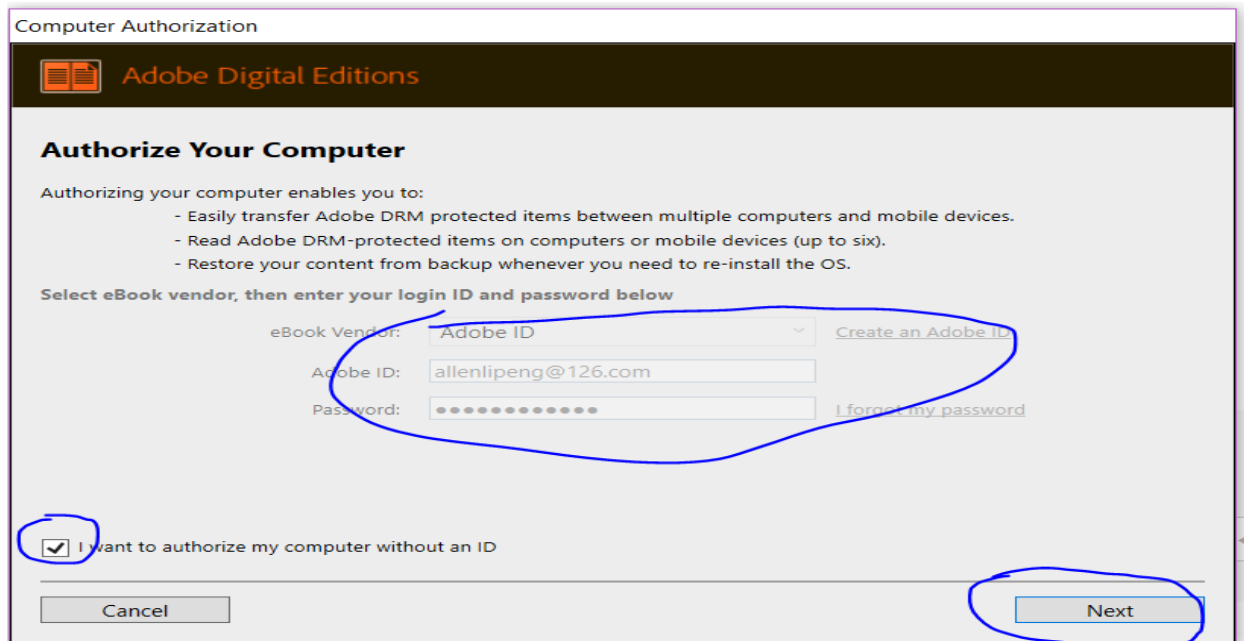 Computer Authorization
Adobe Digital Editions
Authorize Your Computer
Authorizing your computer enables you to:
- Easily transfer Adobe DRM protected items between multiple computers and mobile devices.
- Read Adobe DRM-protected items on computers or mobile devices (up to six).
- Restore your content from backup whenever you need to re-install the OS.
Select eBook vendor, then enter your login ID and password below
eBook Vendor: Adobe ID Create an Adobe ID
Adobe ID: allenlipeng@126.com
Password: ●●●●●●●●●●●● I forgot my password
I want to authorize my computer without an ID
Cancel Next